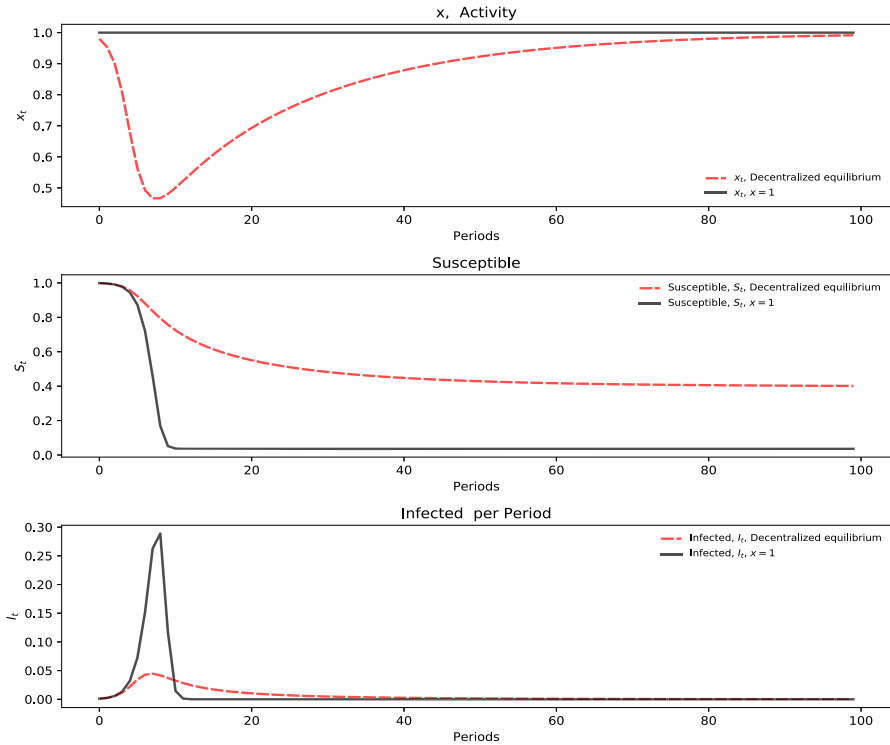 x, Activity
1.0
0.9
0.8
0.7
0.6
0.5
x_t
x_t, Decentralized equilibrium
x_t, x = 1
0 20 40 60 80 100
Periods
Susceptible
1.0
0.8
0.6
0.4
0.2
0.0
S_t
Susceptible, S_t, Decentralized equilibrium
Susceptible, S_t, x = 1
0 20 40 60 80 100
Periods
Infected per Period
0.30
0.25
0.20
0.15
0.10
0.05
0.00
I_t
Infected, I_t, Decentralized equilibrium
Infected, I_t, x = 1
0 20 40 60 80 100
Periods